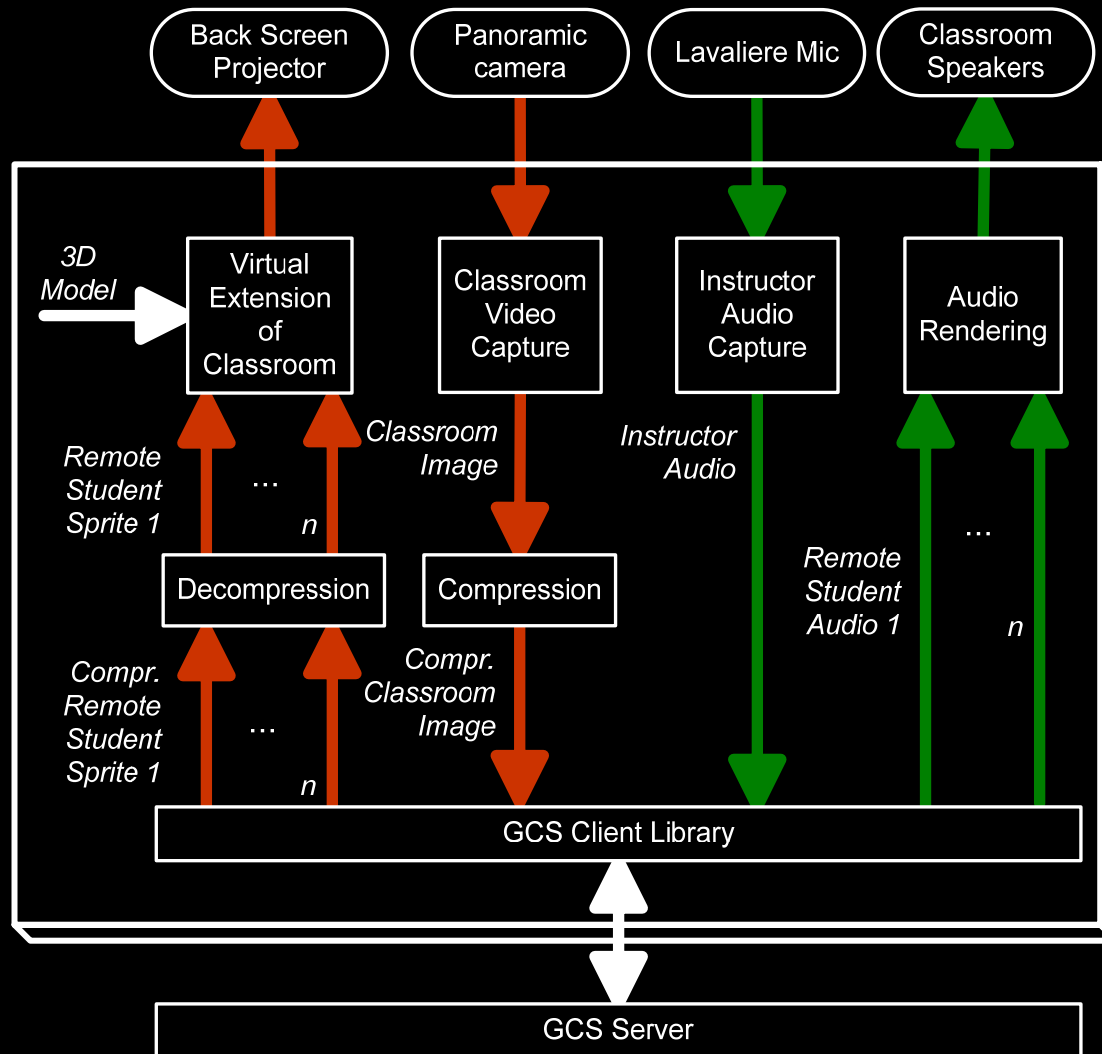 Back Screen
Projector
Panoramic
camera
Lavaliere Mic
Classroom
Speakers
3D
Model
Virtual
Extension
of
Classroom
Classroom
Video
Capture
Instructor
Audio
Capture
Audio
Rendering
Remote
Student
Sprite 1
...
n
Classroom
Image
Instructor
Audio
Remote
Student
Audio 1
...
n
Decompression
Compression
Compr.
Remote
Student
Sprite 1
...
n
Compr.
Classroom
Image
GCS Client Library
GCS Server